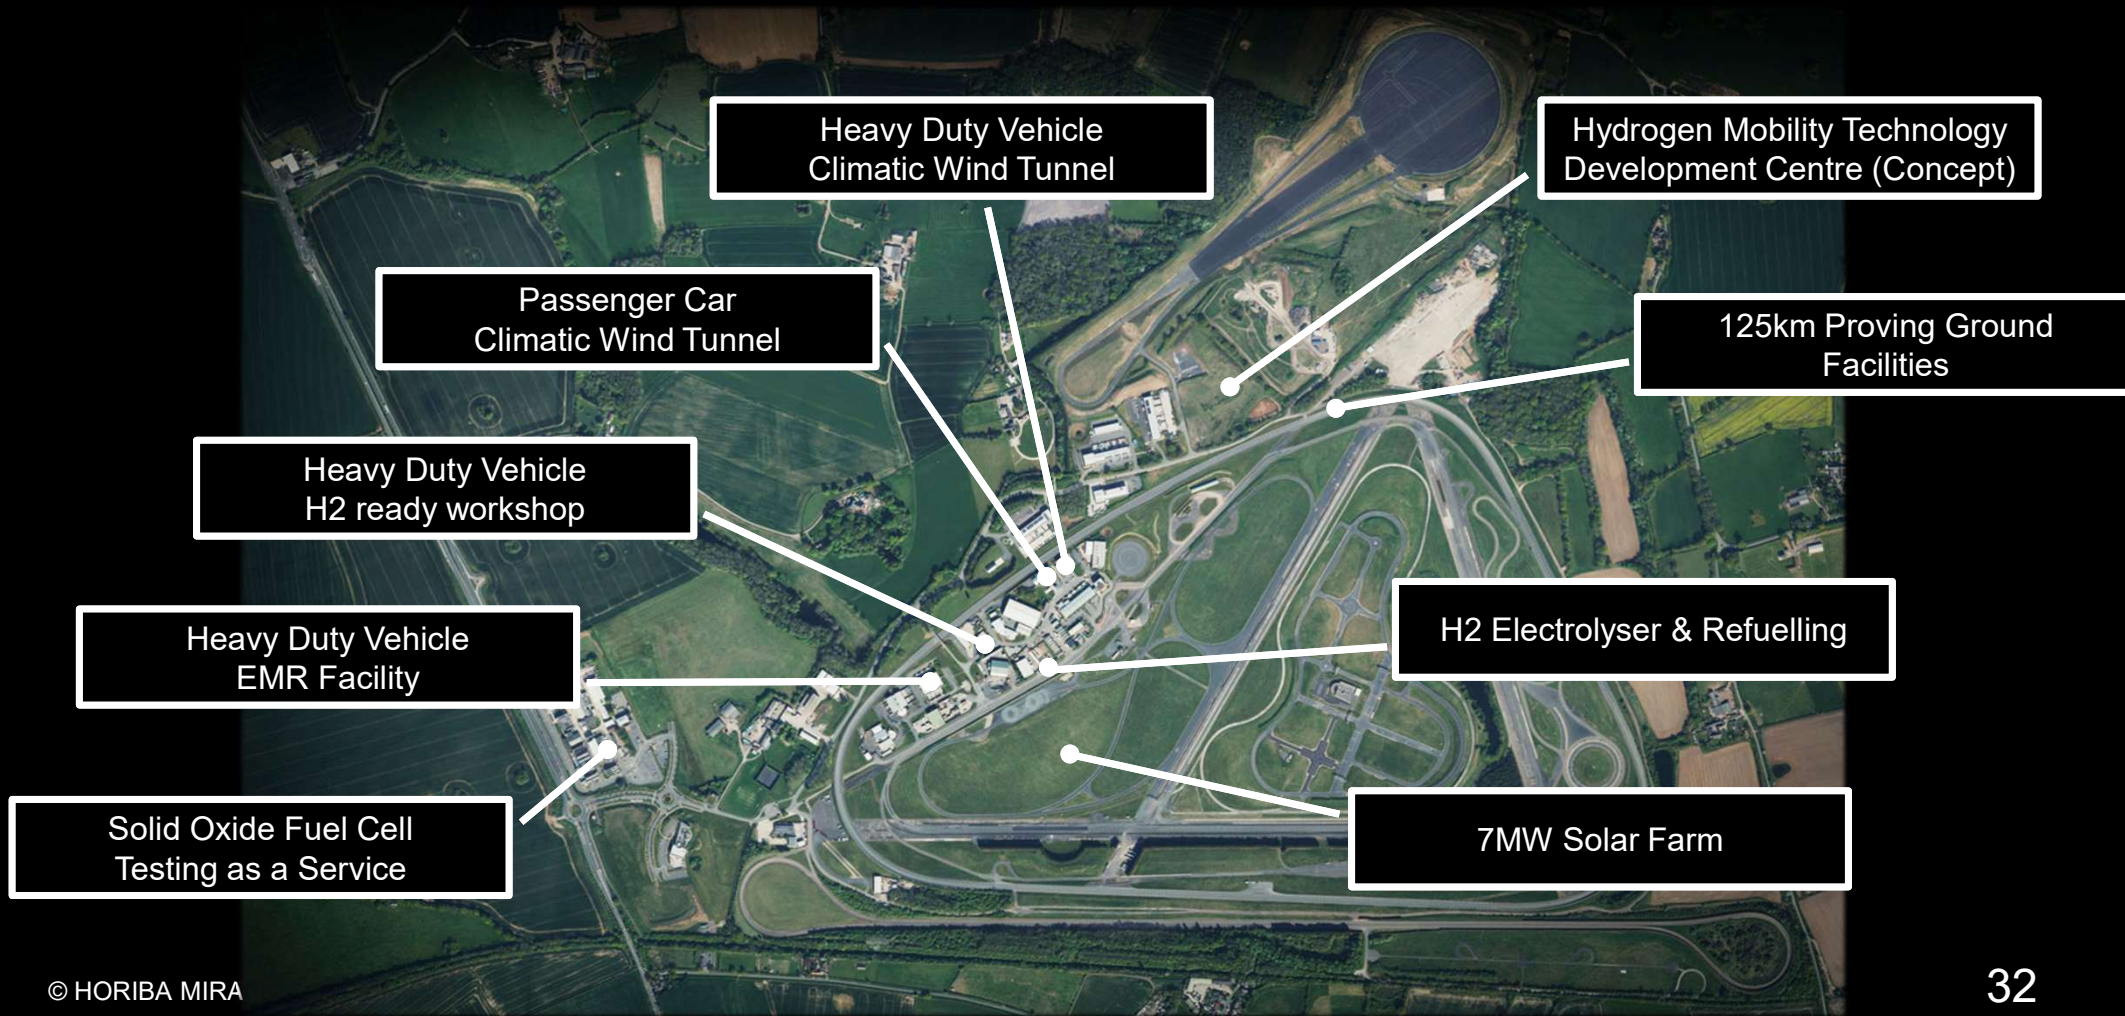 Heavy Duty Vehicle
Climatic Wind Tunnel
Hydrogen Mobility Technology
Development Centre (Concept)
Passenger Car
Climatic Wind Tunnel
125km Proving Ground
Facilities
Heavy Duty Vehicle
H2 ready workshop
Heavy Duty Vehicle
EMR Facility
H2 Electrolyser & Refuelling
Solid Oxide Fuel Cell
Testing as a Service
7MW Solar Farm
© HORIBA MIRA
32